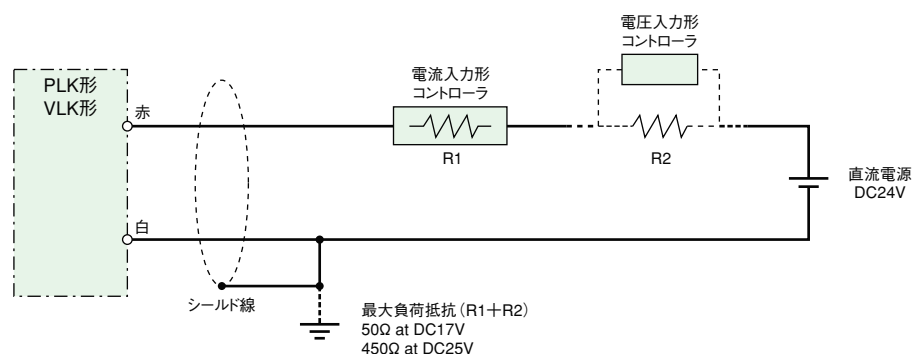 PLK形
VLK形
赤
白
シールド線
電流入力形
コントローラ
R1
電圧入力形
コントローラ
R2
直流電源
DC24V
最大負荷抵抗（R1＋R2）
50Ω at DC17V
450Ω at DC25V